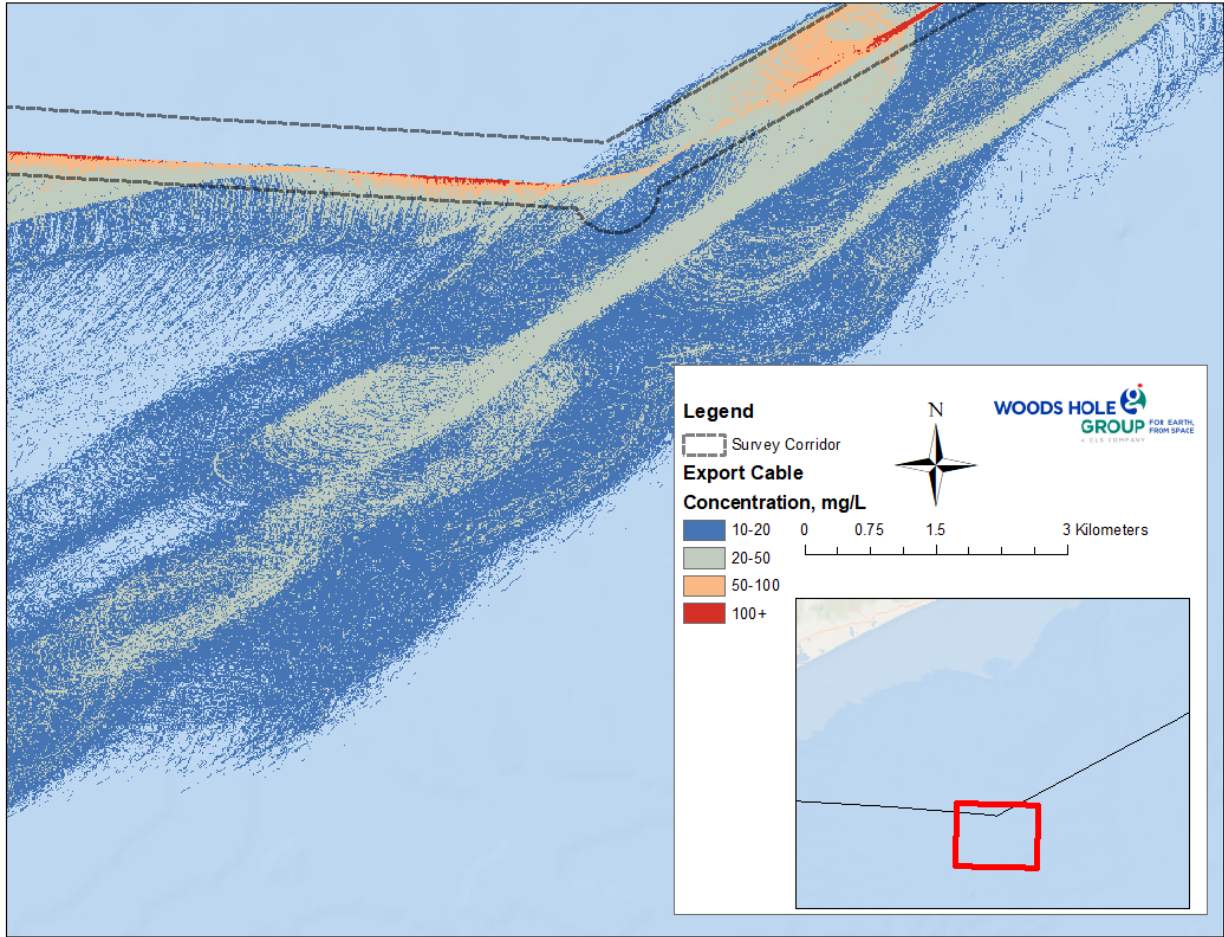 Legend
Survey Corridor
Export Cable
Concentration, mg/L
10-20
20-50
50-100
100+
N
WOODS HOLE
GROUP
FOR EARTH,
FROM SPACE
a CLS COMPANY
0 0.75 1.5 3 Kilometers